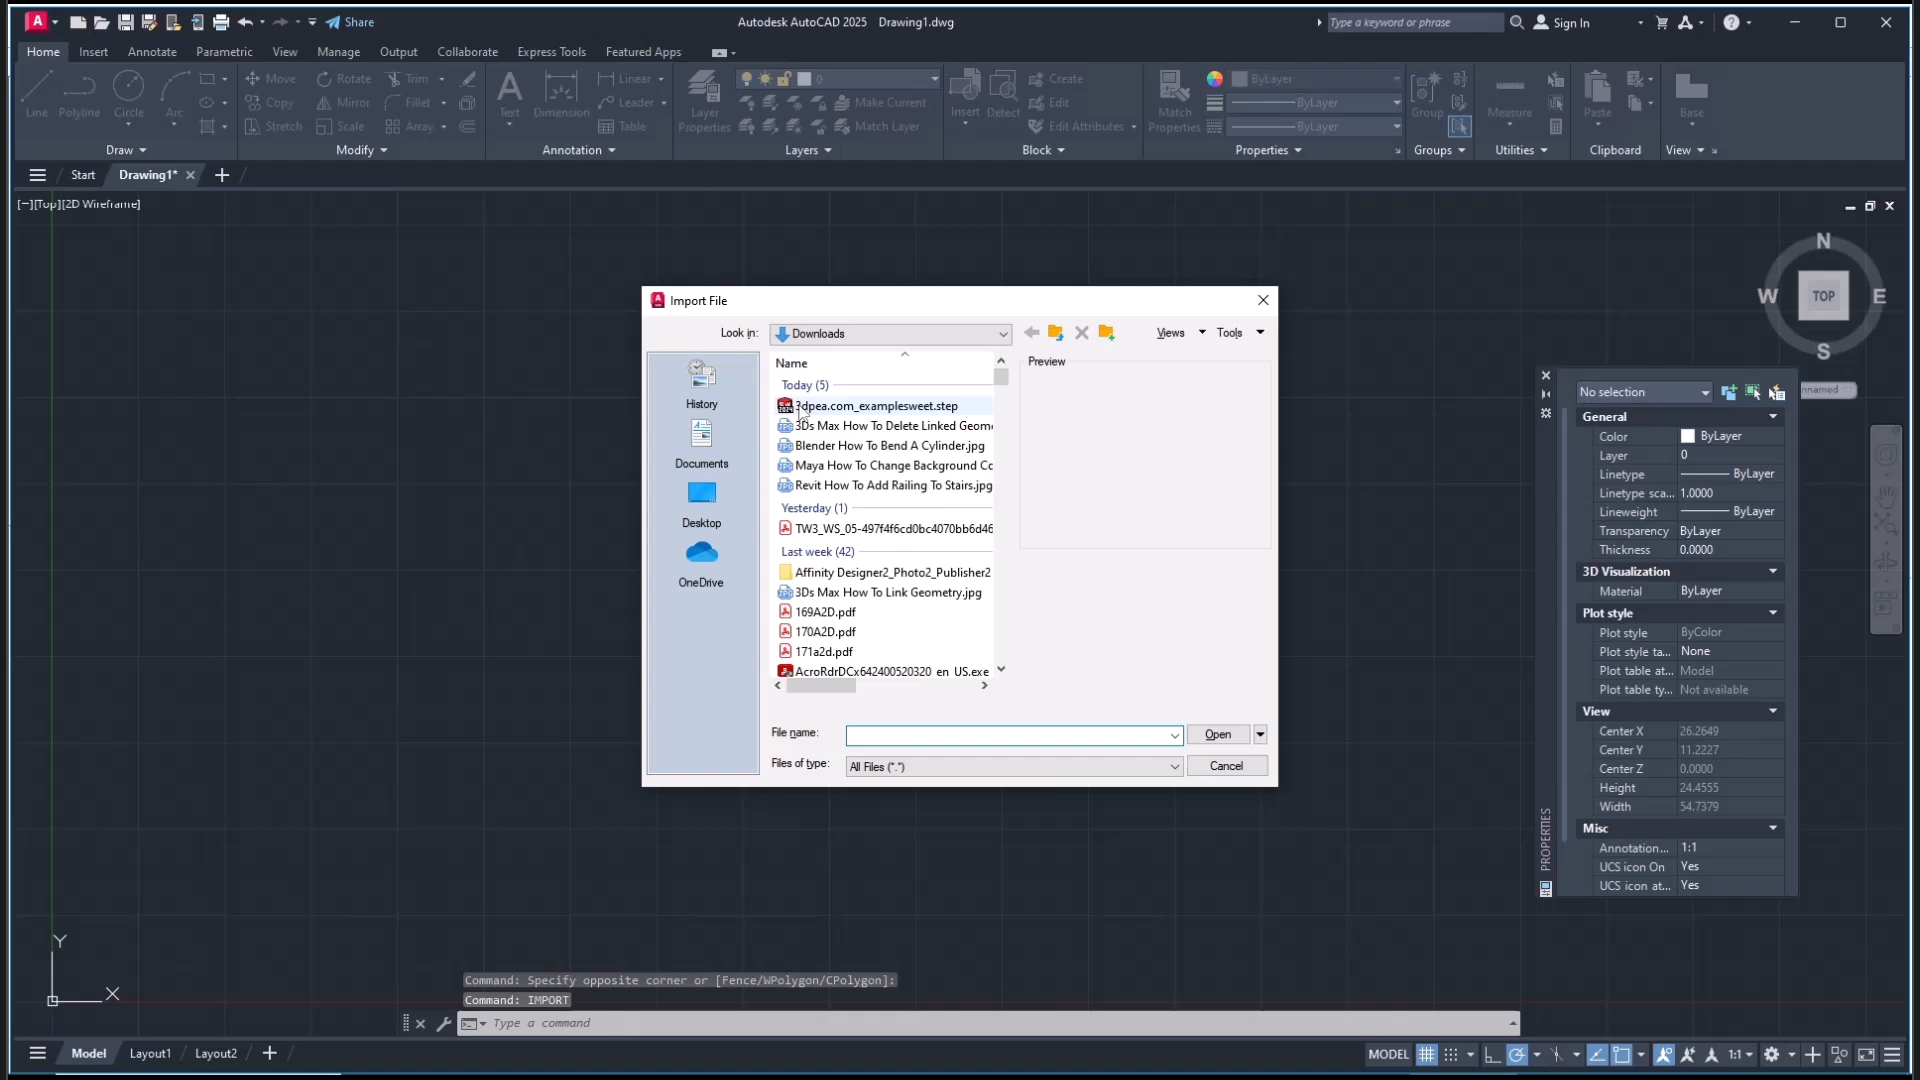 Share
Autodesk AutoCAD 2025 Drawing1.dwg
Type a keyword or phrase
Sign In
Home Insert Annotate Parametric View Manage Output Collaborate Express Tools Featured Apps
Line Polyline Circle Arc
Move Rotate Trim
Copy Mirror Fillet
Stretch Scale Array
Text Dimension
Linear
Leader
Table
Layer Properties
0
Make Current
Match Layer
Insert Detect
Create
Edit
Edit Attributes
Match Properties
ByLayer
ByLayer
ByLayer
Group
Measure
Paste
Base
Draw Modify Annotation Layers Block Properties Groups Utilities Clipboard View
Start Drawing1*
[−][Top][2D Wireframe]
N
W TOP E
S
nnamed
Import File
Look in: Downloads Views Tools
History
Documents
Desktop
OneDrive
Name
Preview
Today (5)
3dpea.com_examplesweet.step
3Ds Max How To Delete Linked Geome
Blender How To Bend A Cylinder.jpg
Maya How To Change Background Cc
Revit How To Add Railing To Stairs.jpg
Yesterday (1)
TW3_WS_05-497f4f6cd0bc4070bb6d46
Last week (42)
Affinity Designer2_Photo2_Publisher2
3Ds Max How To Link Geometry.jpg
169A2D.pdf
170A2D.pdf
171a2d.pdf
AcroRdrDCx642400520320_en_US.exe
File name: Open
Files of type: All Files (*.*) Cancel
No selection
General
Color ByLayer
Layer 0
Linetype ByLayer
Linetype sca... 1.0000
Lineweight ByLayer
Transparency ByLayer
Thickness 0.0000
3D Visualization
Material ByLayer
Plot style
Plot style ByColor
Plot style ta... None
Plot table at... Model
Plot table ty... Not available
View
Center X 26.2649
Center Y 11.2227
Center Z 0.0000
Height 24.4555
Width 54.7379
Misc
Annotation... 1:1
UCS icon On Yes
UCS icon at... Yes
PROPERTIES
Y
X
Command: Specify opposite corner or [Fence/WPolygon/CPolygon]:
Command: IMPORT
Type a command
Model Layout1 Layout2
MODEL 1:1